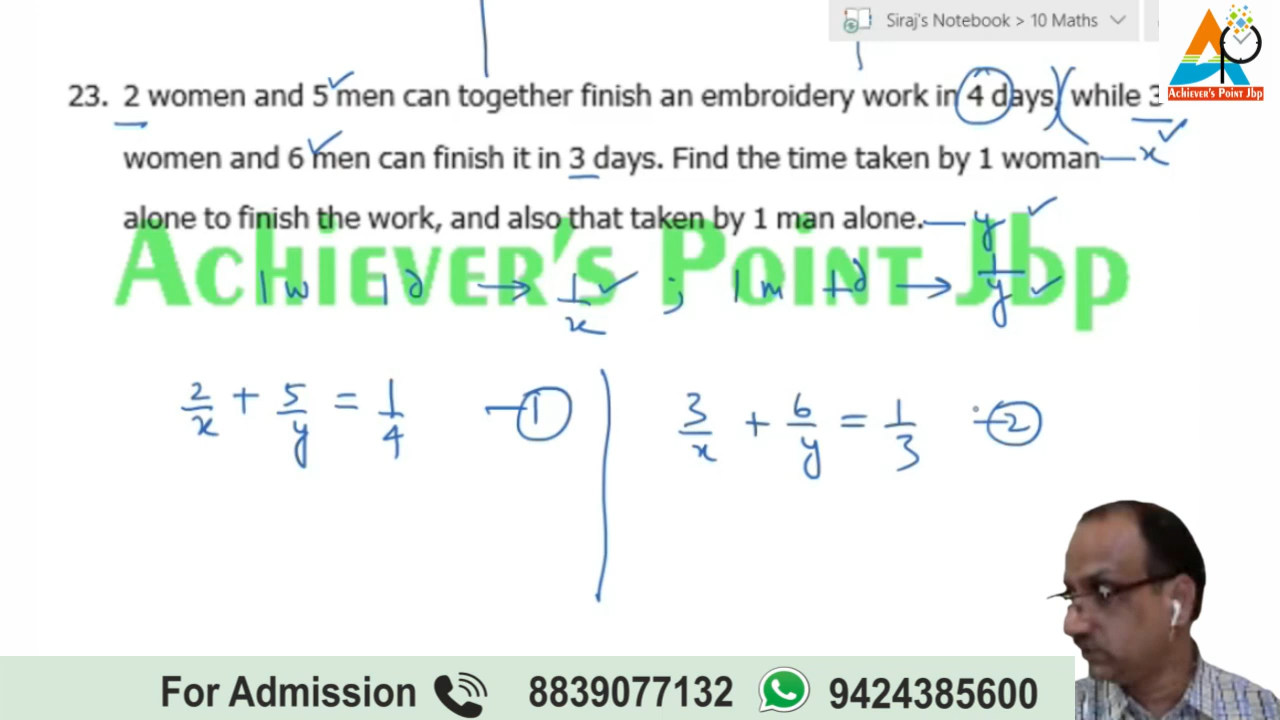 Siraj's Notebook > 10 Maths
ACHIEVER'S POINT JBP
23. 2 women and 5 men can together finish an embroidery work in 4 days, while 3
women and 6 men can finish it in 3 days. Find the time taken by 1 woman — x
alone to finish the work, and also that taken by 1 man alone. — y
ACHIEVER'S POINT Jbp
1w 1d → 1/x ; 1m 1d → 1/y
2/x + 5/y = 1/4 — 1
3/x + 6/y = 1/3 — 2
For Admission 8839077132 9424385600